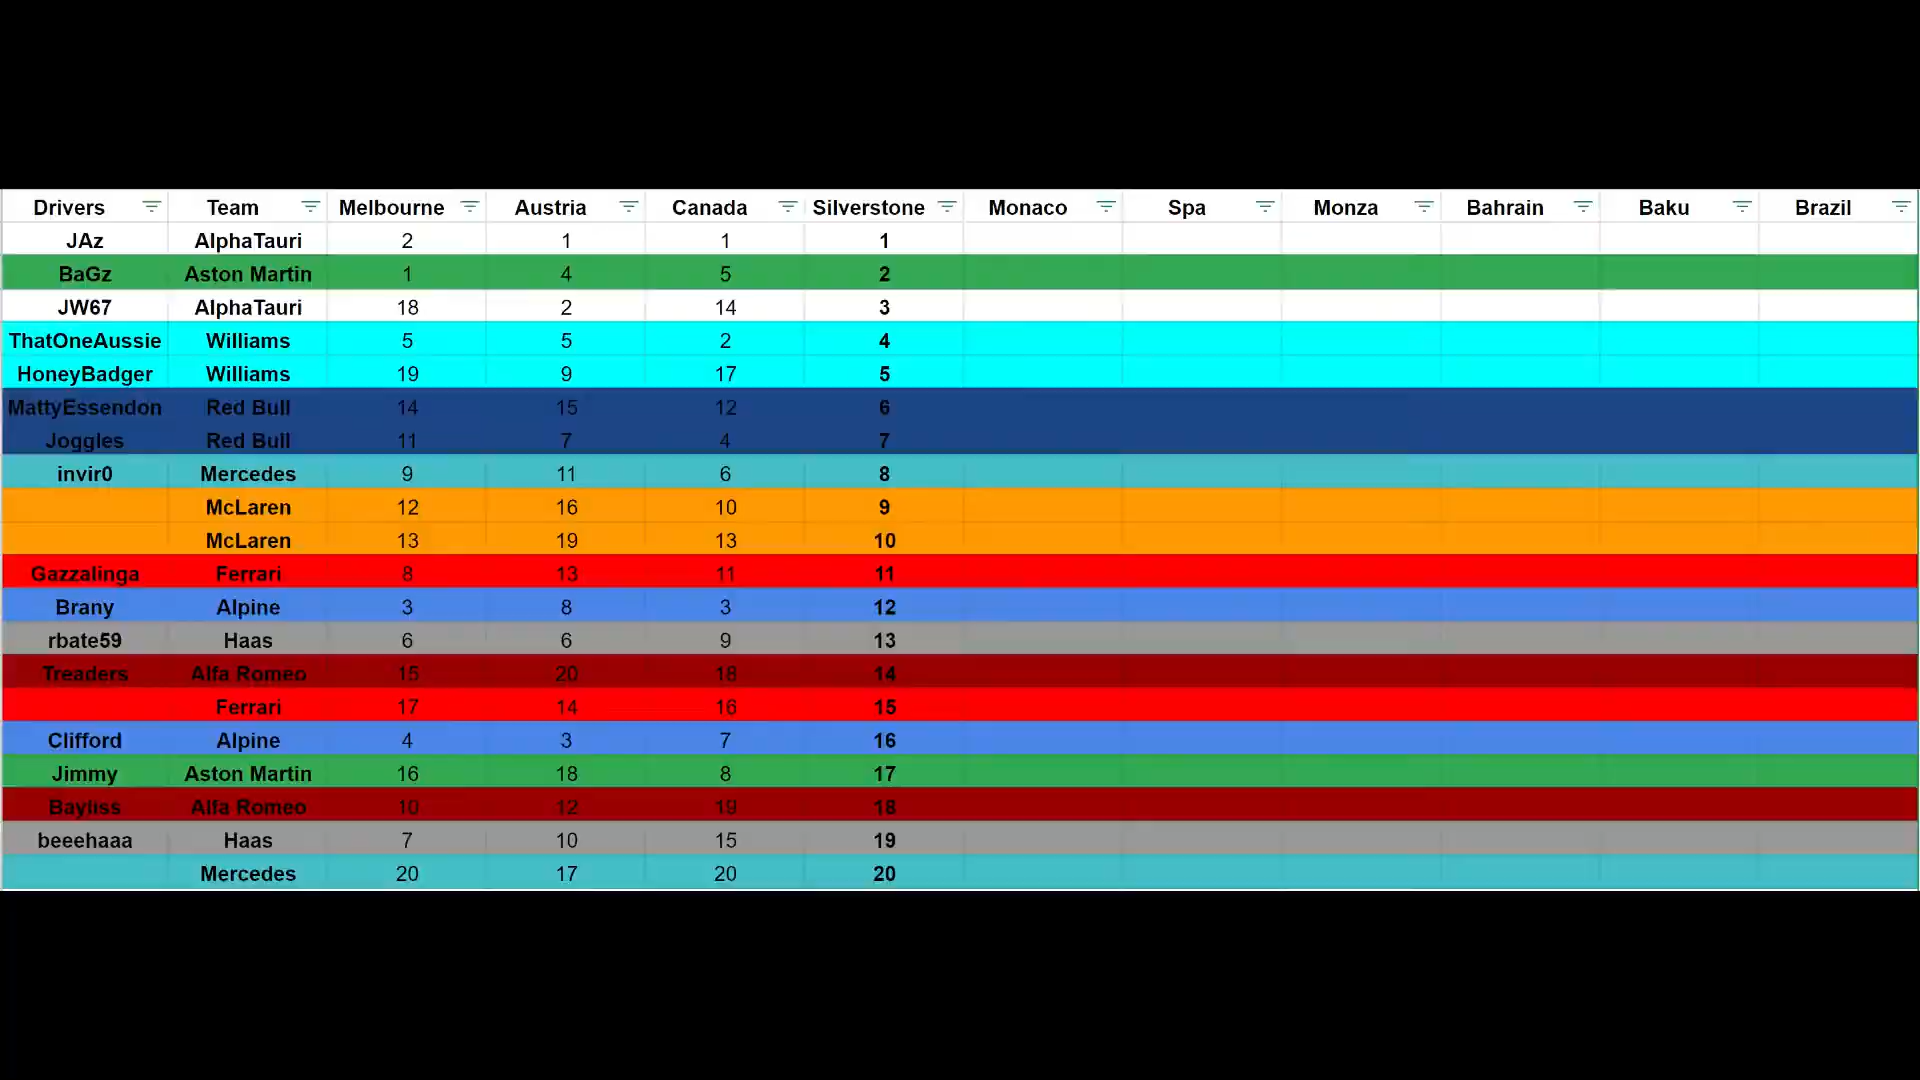 Drivers Team Melbourne Austria Canada Silverstone Monaco Spa Monza Bahrain Baku Brazil
JAz AlphaTauri 2 1 1 1
BaGz Aston Martin 1 4 5 2
JW67 AlphaTauri 18 2 14 3
ThatOneAussie Williams 5 5 2 4
HoneyBadger Williams 19 9 17 5
MattyEssendon Red Bull 14 15 12 6
Joggles Red Bull 11 7 4 7
invir0 Mercedes 9 11 6 8
McLaren 12 16 10 9
McLaren 13 19 13 10
Gazzalinga Ferrari 8 13 11 11
Brany Alpine 3 8 3 12
rbate59 Haas 6 6 9 13
Treaders Alfa Romeo 15 20 18 14
Ferrari 17 14 16 15
Clifford Alpine 4 3 7 16
Jimmy Aston Martin 16 18 8 17
Bayliss Alfa Romeo 10 12 19 18
beeehaaa Haas 7 10 15 19
Mercedes 20 17 20 20